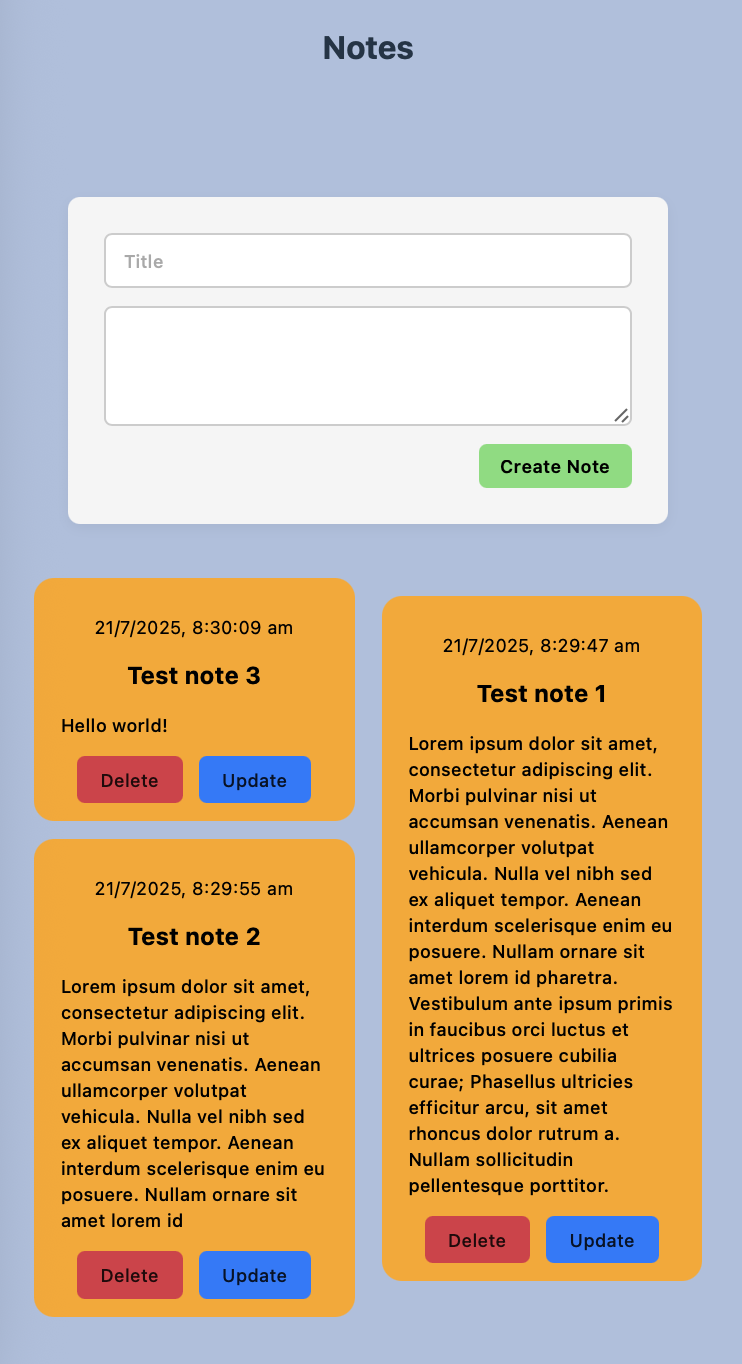 Notes
Title
Create Note
21/7/2025, 8:30:09 am
Test note 3
Hello world!
Delete
Update
21/7/2025, 8:29:55 am
Test note 2
Lorem ipsum dolor sit amet,
consectetur adipiscing elit.
Morbi pulvinar nisi ut
accumsan venenatis. Aenean
ullamcorper volutpat
vehicula. Nulla vel nibh sed
ex aliquet tempor. Aenean
interdum scelerisque enim eu
posuere. Nullam ornare sit
amet lorem id
Delete
Update
21/7/2025, 8:29:47 am
Test note 1
Lorem ipsum dolor sit amet,
consectetur adipiscing elit.
Morbi pulvinar nisi ut
accumsan venenatis. Aenean
ullamcorper volutpat
vehicula. Nulla vel nibh sed
ex aliquet tempor. Aenean
interdum scelerisque enim eu
posuere. Nullam ornare sit
amet lorem id pharetra.
Vestibulum ante ipsum primis
in faucibus orci luctus et
ultrices posuere cubilia
curae; Phasellus ultricies
efficitur arcu, sit amet
rhoncus dolor rutrum a.
Nullam sollicitudin
pellentesque porttitor.
Delete
Update